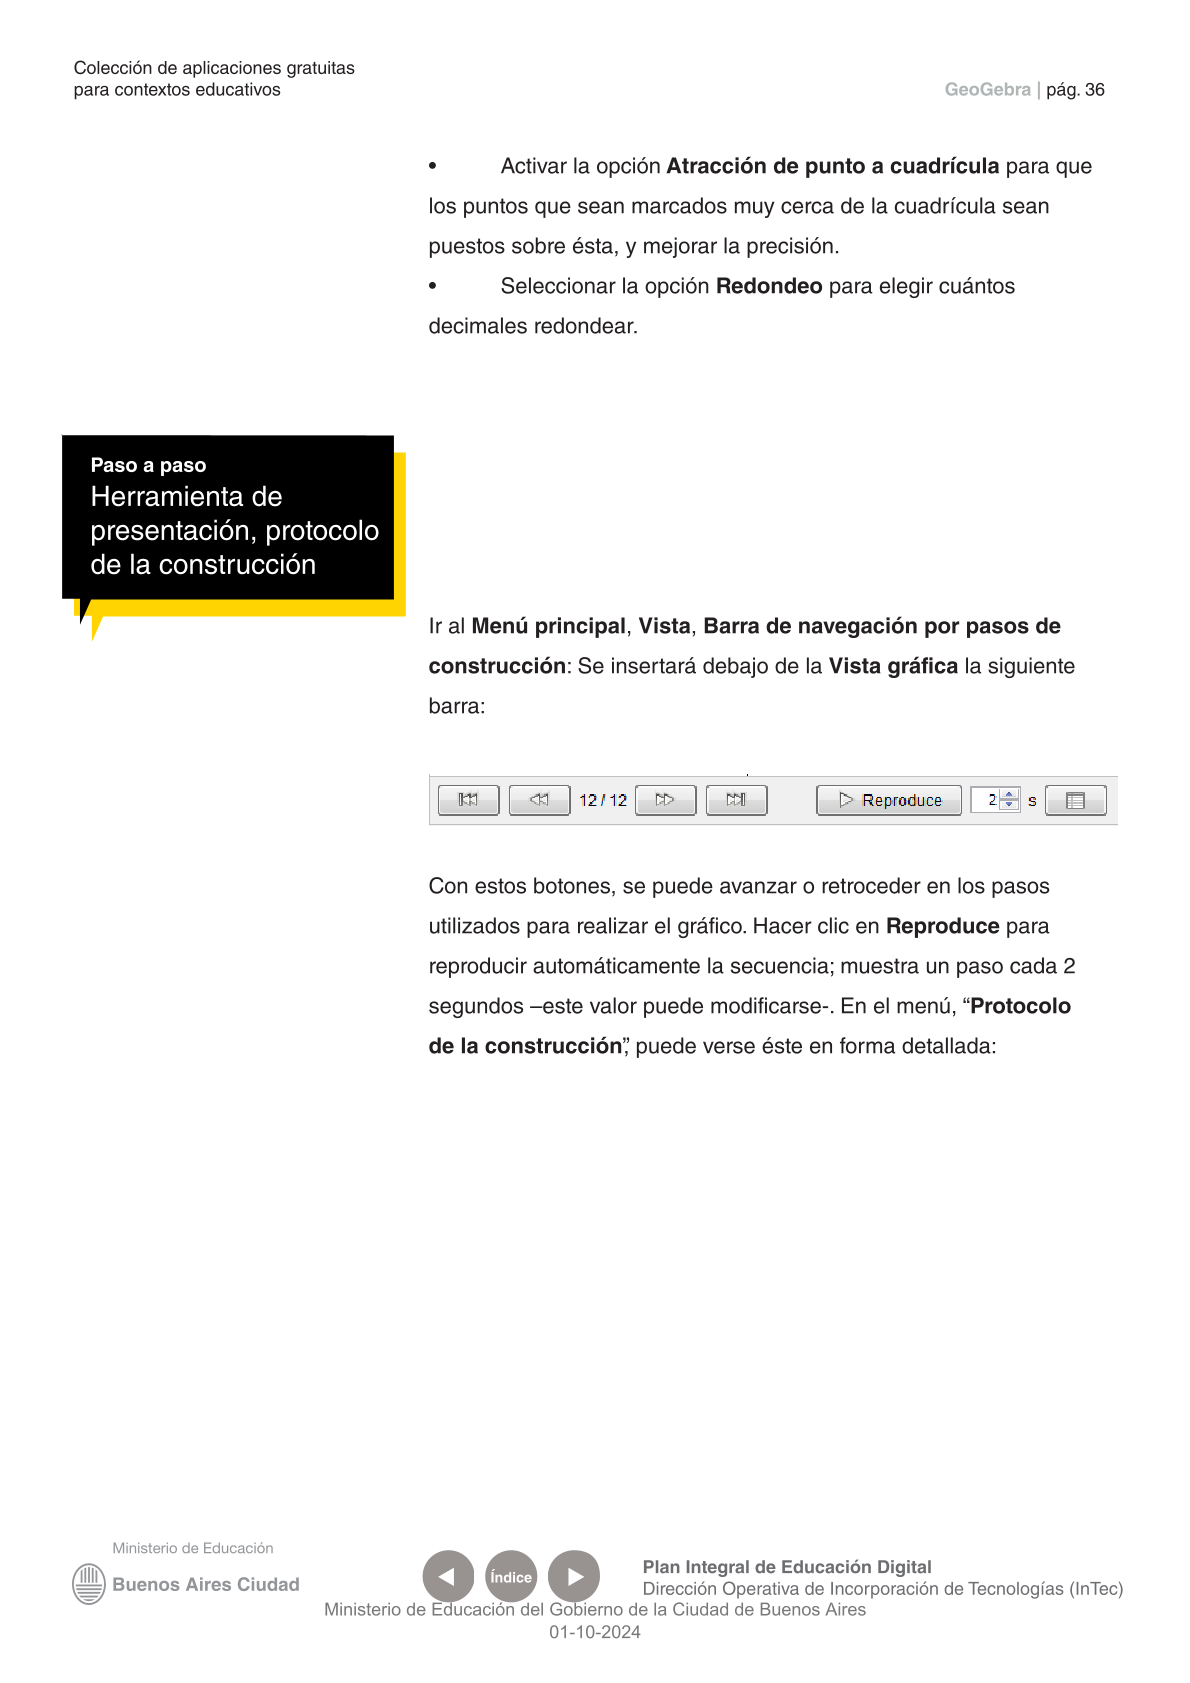 Colección de aplicaciones gratuitas
para contextos educativos
GeoGebra | pág. 36
• Activar la opción Atracción de punto a cuadrícula para que
los puntos que sean marcados muy cerca de la cuadrícula sean
puestos sobre ésta, y mejorar la precisión.
• Seleccionar la opción Redondeo para elegir cuántos
decimales redondear.
Paso a paso
Herramienta de
presentación, protocolo
de la construcción
Ir al Menú principal, Vista, Barra de navegación por pasos de
construcción: Se insertará debajo de la Vista gráfica la siguiente
barra:
12 / 12 Reproduce 2 s
Con estos botones, se puede avanzar o retroceder en los pasos
utilizados para realizar el gráfico. Hacer clic en Reproduce para
reproducir automáticamente la secuencia; muestra un paso cada 2
segundos –este valor puede modificarse-. En el menú, “Protocolo
de la construcción”, puede verse éste en forma detallada:
Ministerio de Educación
Buenos Aires Ciudad
Índice
Plan Integral de Educación Digital
Dirección Operativa de Incorporación de Tecnologías (InTec)
Ministerio de Educación del Gobierno de la Ciudad de Buenos Aires
01-10-2024